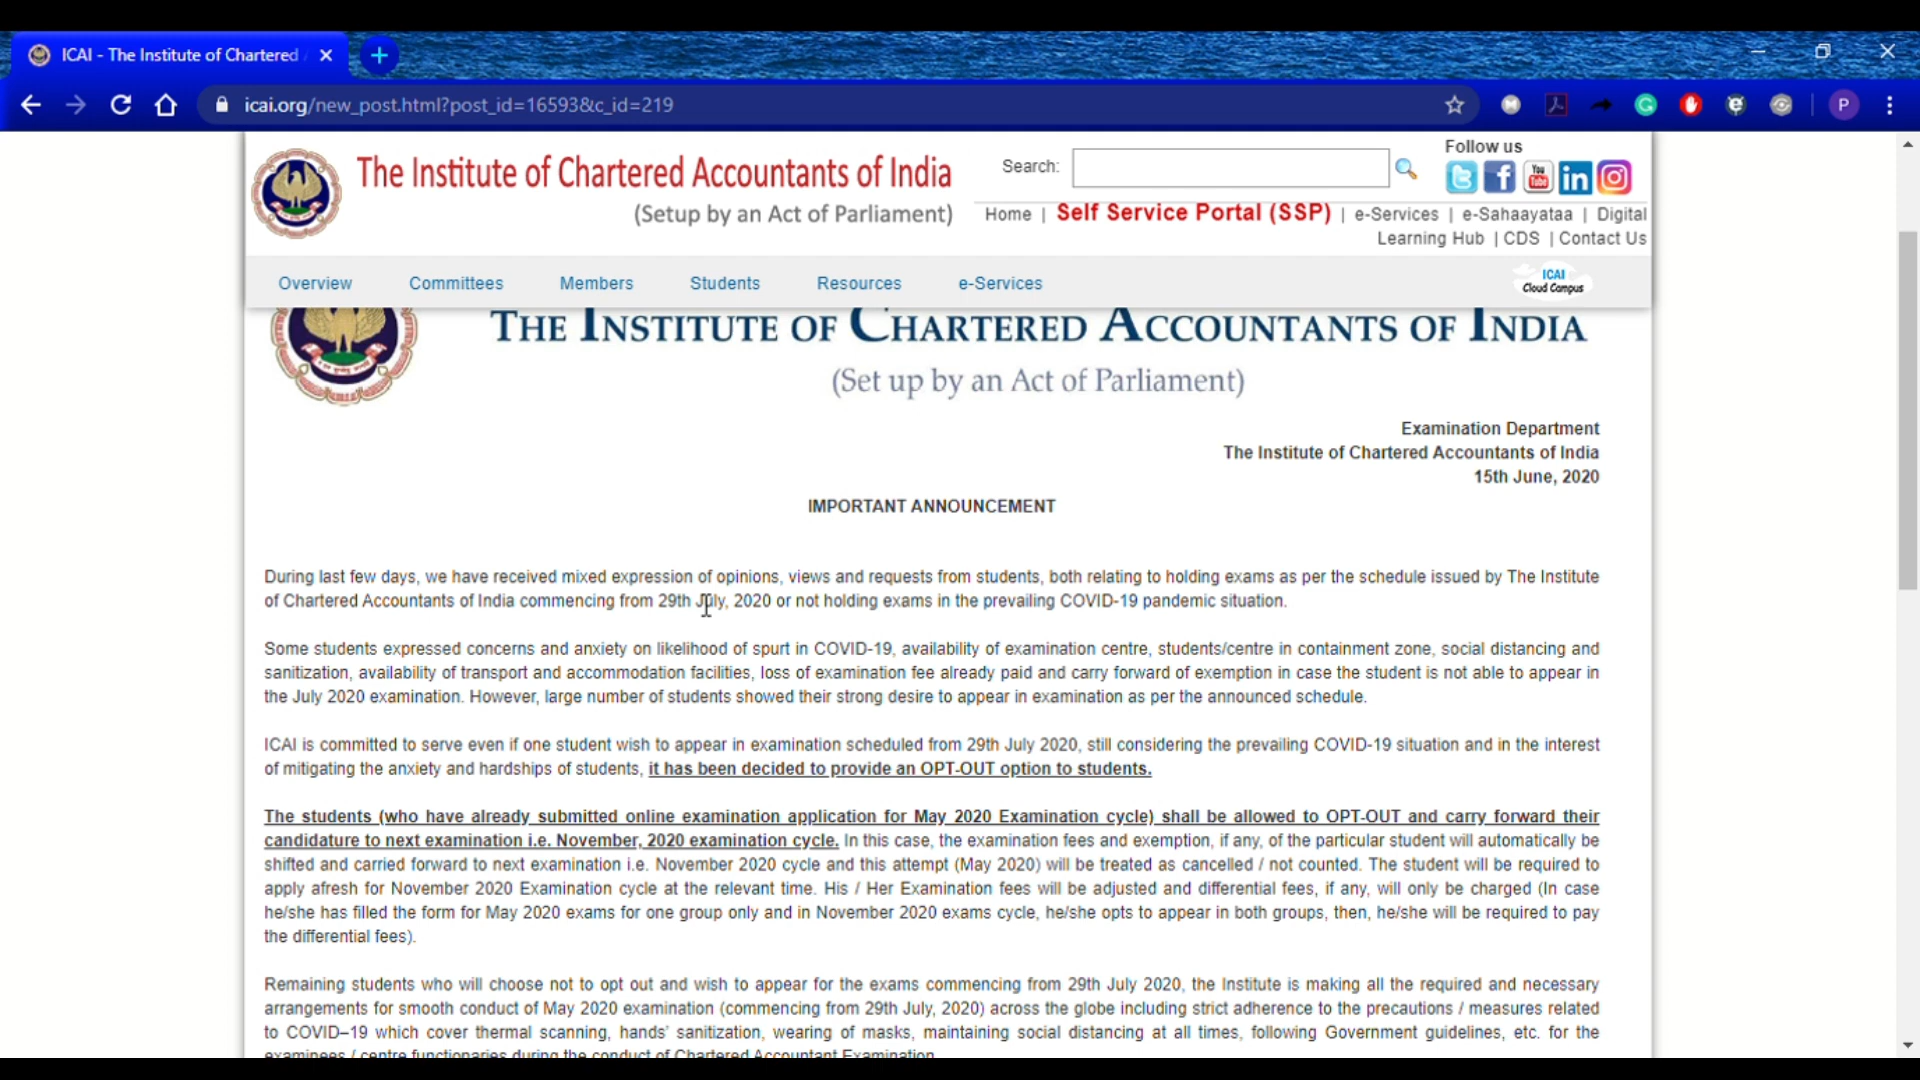 ICAI - The Institute of Chartered
icai.org/new_post.html?post_id=16593&c_id=219
P
The Institute of Chartered Accountants of India
(Setup by an Act of Parliament)
Search:
Follow us
You
Tube
Home | Self Service Portal (SSP) | e-Services | e-Sahaayataa | Digital
Learning Hub | CDS | Contact Us
Overview Committees Members Students Resources e-Services
ICAI
Cloud Campus
THE INSTITUTE OF CHARTERED ACCOUNTANTS OF INDIA
(Set up by an Act of Parliament)
Examination Department
The Institute of Chartered Accountants of India
15th June, 2020
IMPORTANT ANNOUNCEMENT
During last few days, we have received mixed expression of opinions, views and requests from students, both relating to holding exams as per the schedule issued by The Institute
of Chartered Accountants of India commencing from 29th July, 2020 or not holding exams in the prevailing COVID-19 pandemic situation.
Some students expressed concerns and anxiety on likelihood of spurt in COVID-19, availability of examination centre, students/centre in containment zone, social distancing and
sanitization, availability of transport and accommodation facilities, loss of examination fee already paid and carry forward of exemption in case the student is not able to appear in
the July 2020 examination. However, large number of students showed their strong desire to appear in examination as per the announced schedule.
ICAI is committed to serve even if one student wish to appear in examination scheduled from 29th July 2020, still considering the prevailing COVID-19 situation and in the interest
of mitigating the anxiety and hardships of students, it has been decided to provide an OPT-OUT option to students.
The students (who have already submitted online examination application for May 2020 Examination cycle) shall be allowed to OPT-OUT and carry forward their
candidature to next examination i.e. November, 2020 examination cycle. In this case, the examination fees and exemption, if any, of the particular student will automatically be
shifted and carried forward to next examination i.e. November 2020 cycle and this attempt (May 2020) will be treated as cancelled / not counted. The student will be required to
apply afresh for November 2020 Examination cycle at the relevant time. His / Her Examination fees will be adjusted and differential fees, if any, will only be charged (In case
he/she has filled the form for May 2020 exams for one group only and in November 2020 exams cycle, he/she opts to appear in both groups, then, he/she will be required to pay
the differential fees).
Remaining students who will choose not to opt out and wish to appear for the exams commencing from 29th July 2020, the Institute is making all the required and necessary
arrangements for smooth conduct of May 2020 examination (commencing from 29th July, 2020) across the globe including strict adherence to the precautions / measures related
to COVID–19 which cover thermal scanning, hands' sanitization, wearing of masks, maintaining social distancing at all times, following Government guidelines, etc. for the
examinees / centre functionaries during the conduct of Chartered Accountant Examination.